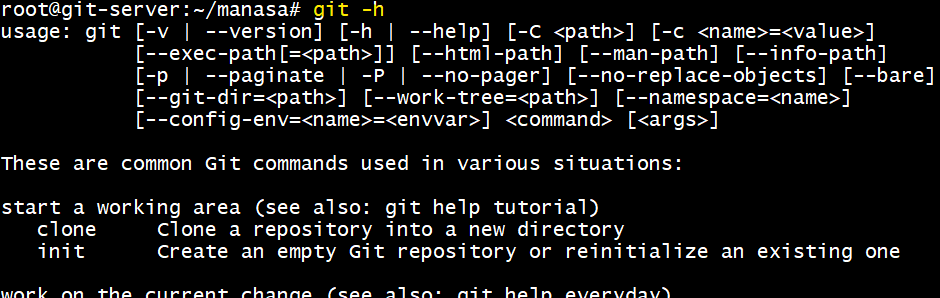 root@git-server:~/manasa# git -h
usage: git [-v | --version] [-h | --help] [-C <path>] [-c <name>=<value>]
[--exec-path[=<path>]] [--html-path] [--man-path] [--info-path]
[-p | --paginate | -P | --no-pager] [--no-replace-objects] [--bare]
[--git-dir=<path>] [--work-tree=<path>] [--namespace=<name>]
[--config-env=<name>=<envvar>] <command> [<args>]
These are common Git commands used in various situations:
start a working area (see also: git help tutorial)
clone Clone a repository into a new directory
init Create an empty Git repository or reinitialize an existing one
work on the current change (see also: git help everyday)